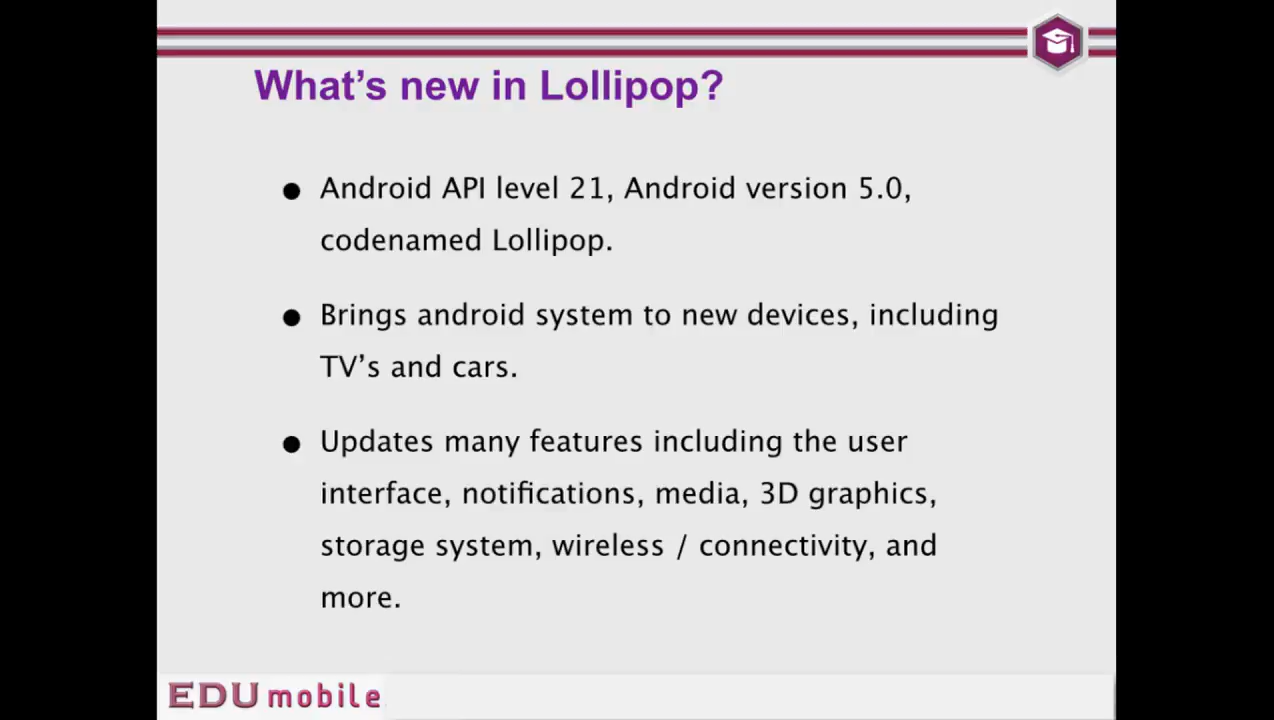 What's new in Lollipop?
● Android API level 21, Android version 5.0,
codenamed Lollipop.
● Brings android system to new devices, including
TV's and cars.
● Updates many features including the user
interface, notifications, media, 3D graphics,
storage system, wireless / connectivity, and
more.
EDU mobile